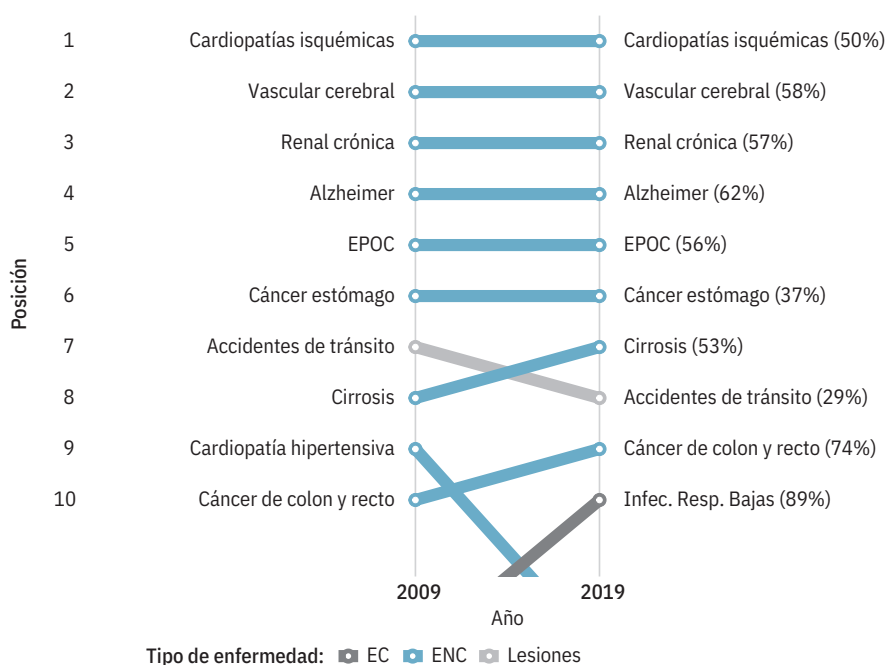 1 Cardiopatías isquémicas Cardiopatías isquémicas (50%)
2 Vascular cerebral Vascular cerebral (58%)
3 Renal crónica Renal crónica (57%)
4 Alzheimer Alzheimer (62%)
5 EPOC EPOC (56%)
6 Cáncer estómago Cáncer estómago (37%)
7 Accidentes de tránsito Cirrosis (53%)
8 Cirrosis Accidentes de tránsito (29%)
9 Cardiopatía hipertensiva Cáncer de colon y recto (74%)
10 Cáncer de colon y recto Infec. Resp. Bajas (89%)
Posición
2009 2019
Año
Tipo de enfermedad: EC ENC Lesiones